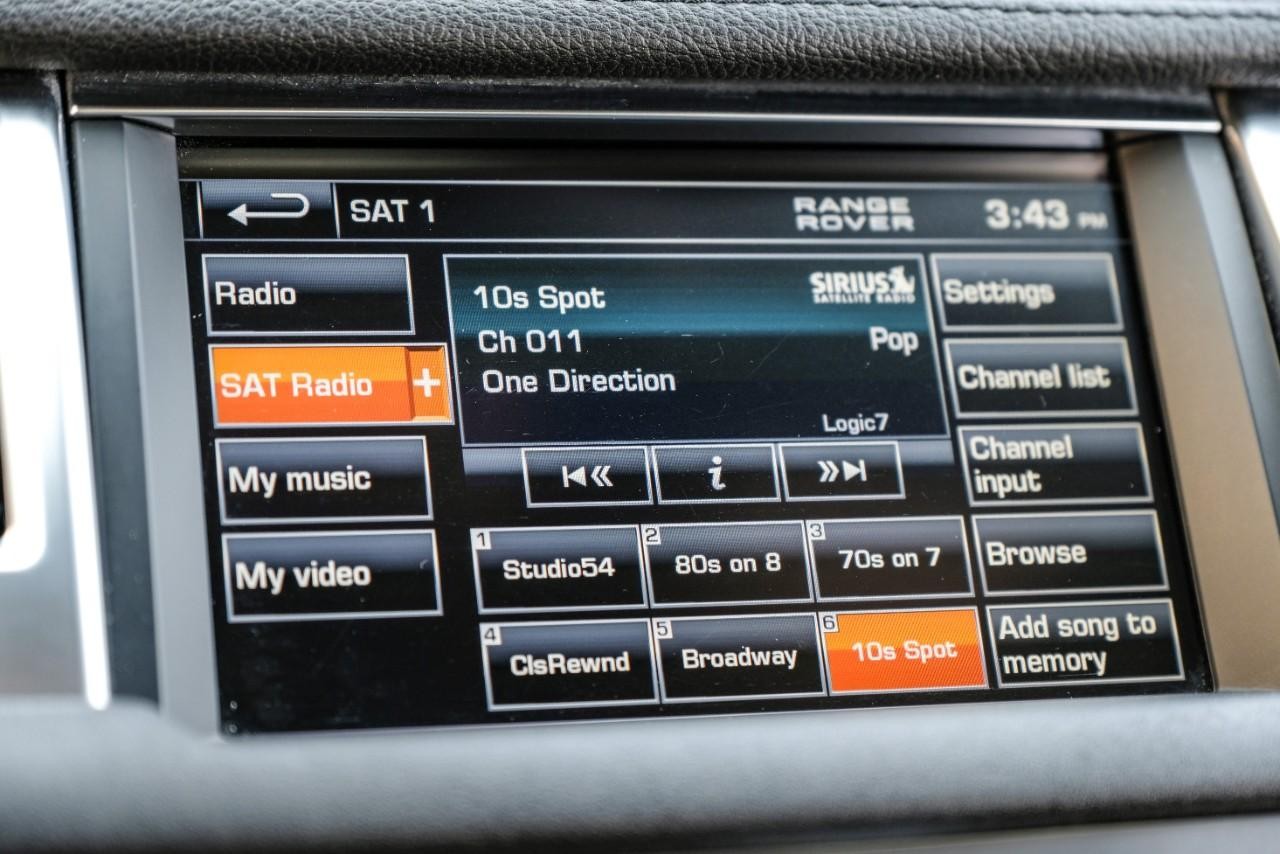 SAT 1
RANGE
ROVER
3:43 PM
Radio
SAT Radio +
My music
My video
10s Spot
SIRIUS
SATELLITE RADIO
Ch 011
Pop
One Direction
Logic7
i
Settings
Channel list
Channel
input
Browse
Add song to
memory
1
Studio54
2
80s on 8
3
70s on 7
4
ClsRewnd
5
Broadway
6
10s Spot